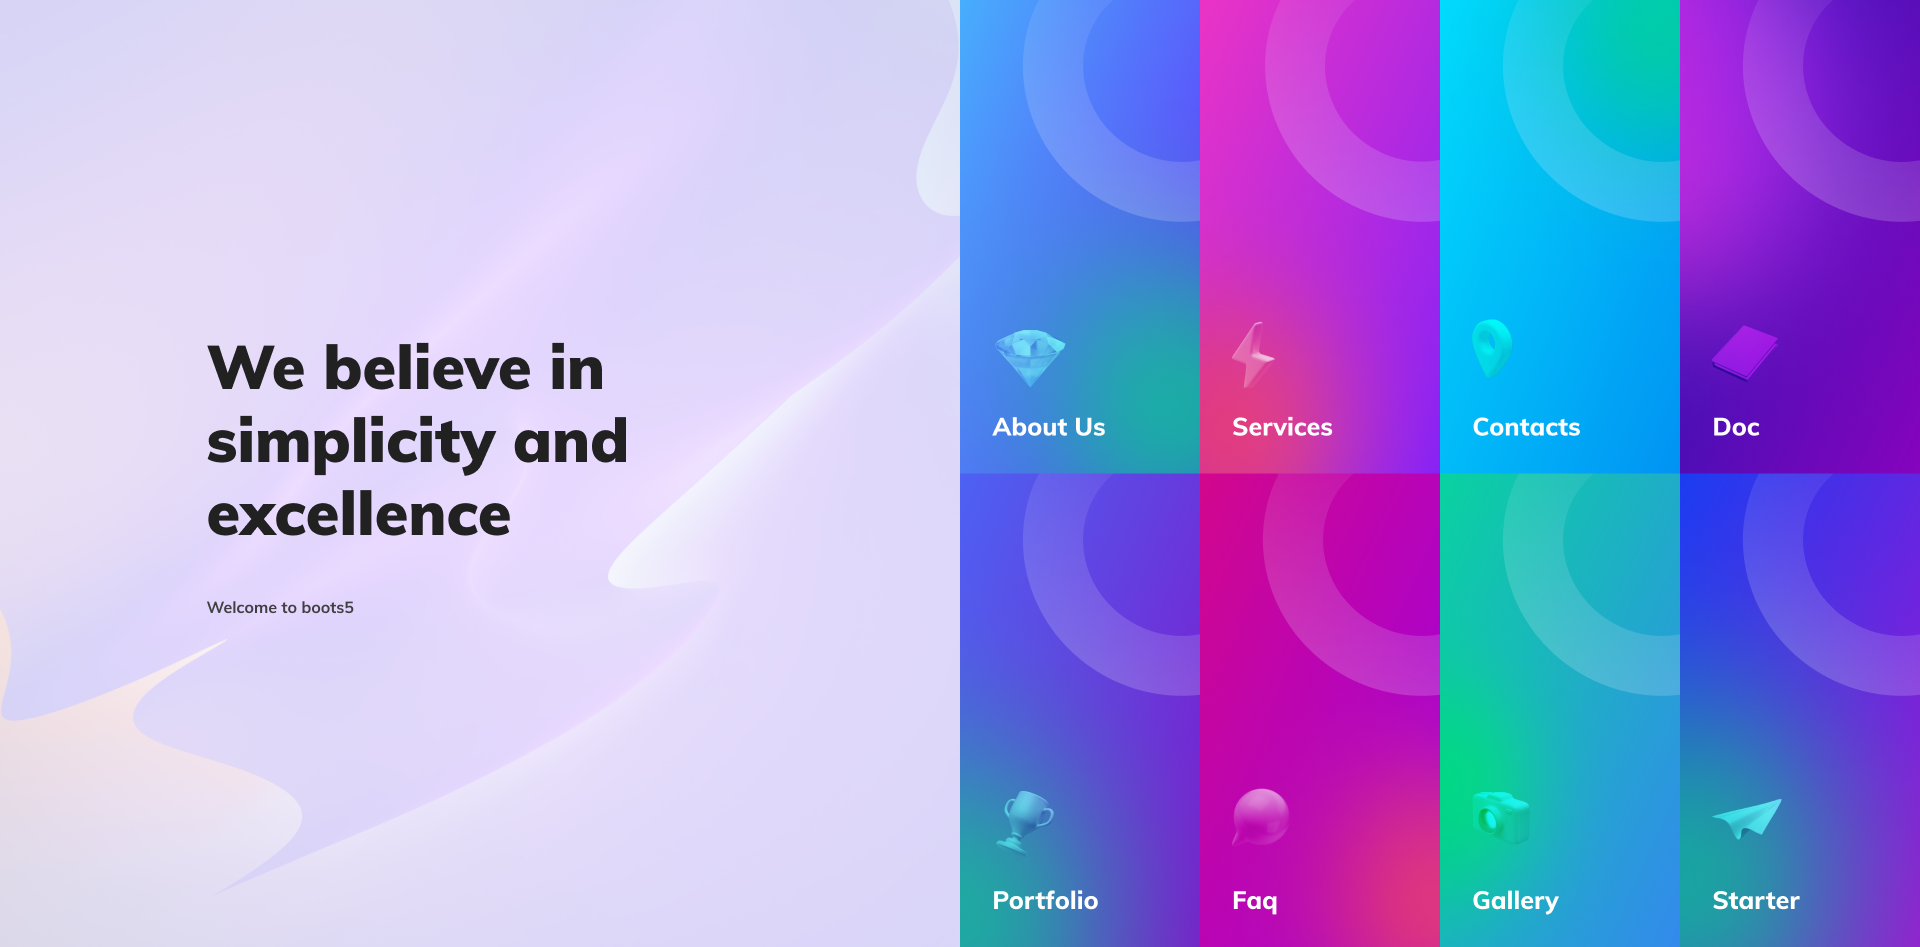 We believe in
simplicity and
excellence
Welcome to boots5
About Us
Services
Contacts
Doc
Portfolio
Faq
Gallery
Starter